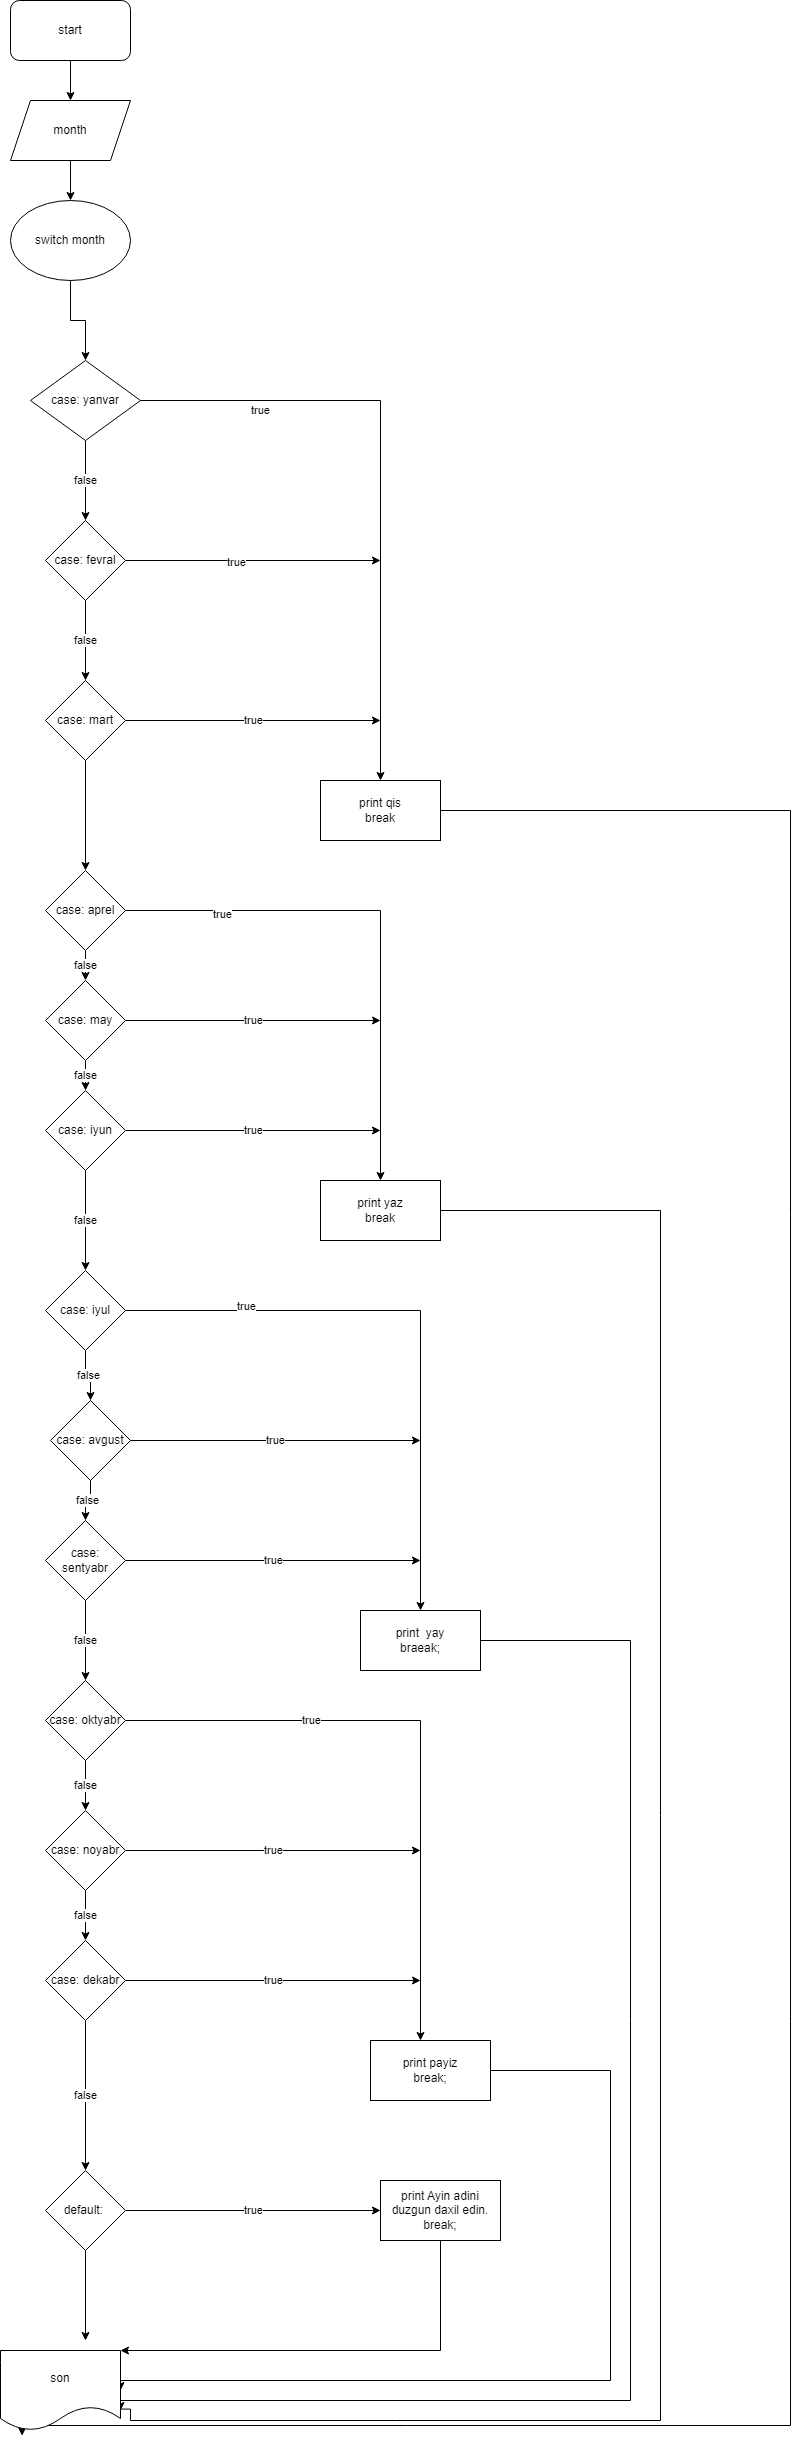 start
month
switch month
case: yanvar
true
false
case: fevral
true
false
case: mart
true
print qis
break
case: aprel
true
false
case: may
true
false
case: iyun
true
print yaz
break
false
case: iyul
true
false
case: avgust
true
false
case:
sentyabr
true
print  yay
braeak;
false
case: oktyabr
true
false
case: noyabr
true
false
case: dekabr
true
print payiz
break;
false
default:
true
print Ayin adini
duzgun daxil edin.
break;
son